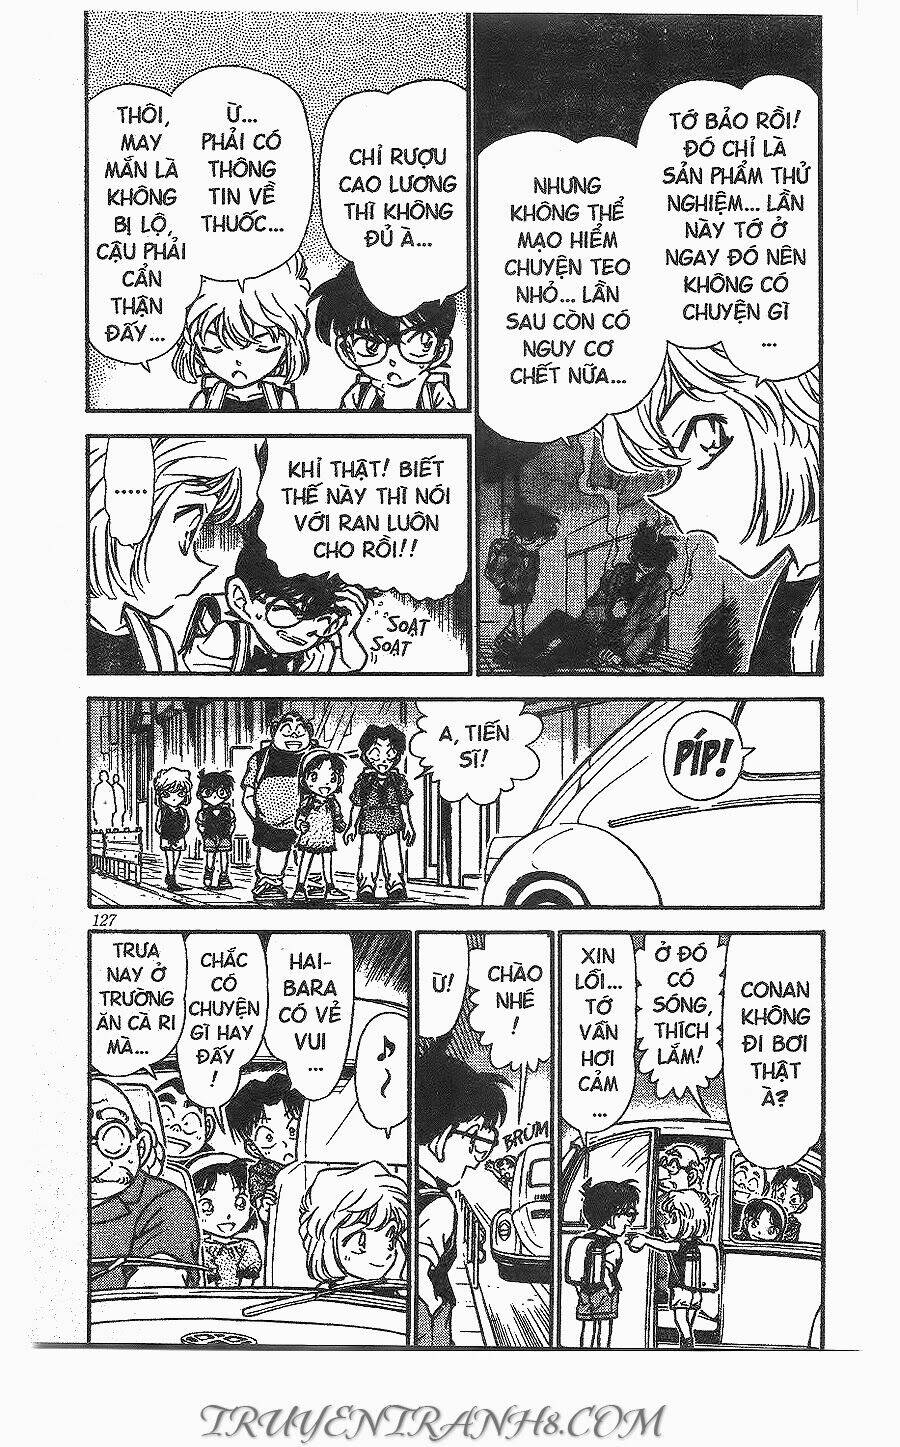 TỚ BẢO RỒI!
ĐÓ CHỈ LÀ
SẢN PHẨM THỬ
NGHIỆM... LẦN
NÀY TỚ Ở
NGAY ĐÓ NÊN
KHÔNG CÓ
CHUYỆN GÌ
...
NHƯNG
KHÔNG THỂ
MẠO HIỂM
CHUYỆN TEO
NHỎ... LẦN
SAU CÒN CÓ
NGUY CƠ
CHẾT NỮA...
CHỈ RƯỢU
CAO LƯƠNG
THÌ KHÔNG
ĐỦ À...
Ừ...
PHẢI CÓ
THÔNG
TIN VỀ
THUỐC...
THÔI,
MAY
MẮN LÀ
KHÔNG
BỊ LỘ,
CẬU PHẢI
CẨN
THẬN
ĐẤY...
KHỈ THẬT! BIẾT
THẾ NÀY THÌ NÓI
VỚI RAN LUÔN
CHO RỒI!!
......
SOẠT
SOẠT
PÍP!
A, TIẾN
SĨ!
127
CONAN
KHÔNG
ĐI BƠI
THẬT
À?
Ở ĐÓ
CÓ
SÓNG,
THÍCH
LẮM!
XIN
LỖI...
TỚ
VẪN
HƠI
CẢM
...
CHÀO
NHÉ
!
Ừ!
BRÙM
HAI-
BARA
CÓ VẺ
VUI
...
CHẮC
CÓ
CHUYỆN
GÌ HAY
ĐẤY
!
TRƯA
NAY Ở
TRƯỜNG
ĂN CÀ RI
MÀ...
TRUYENTRANH8.COM